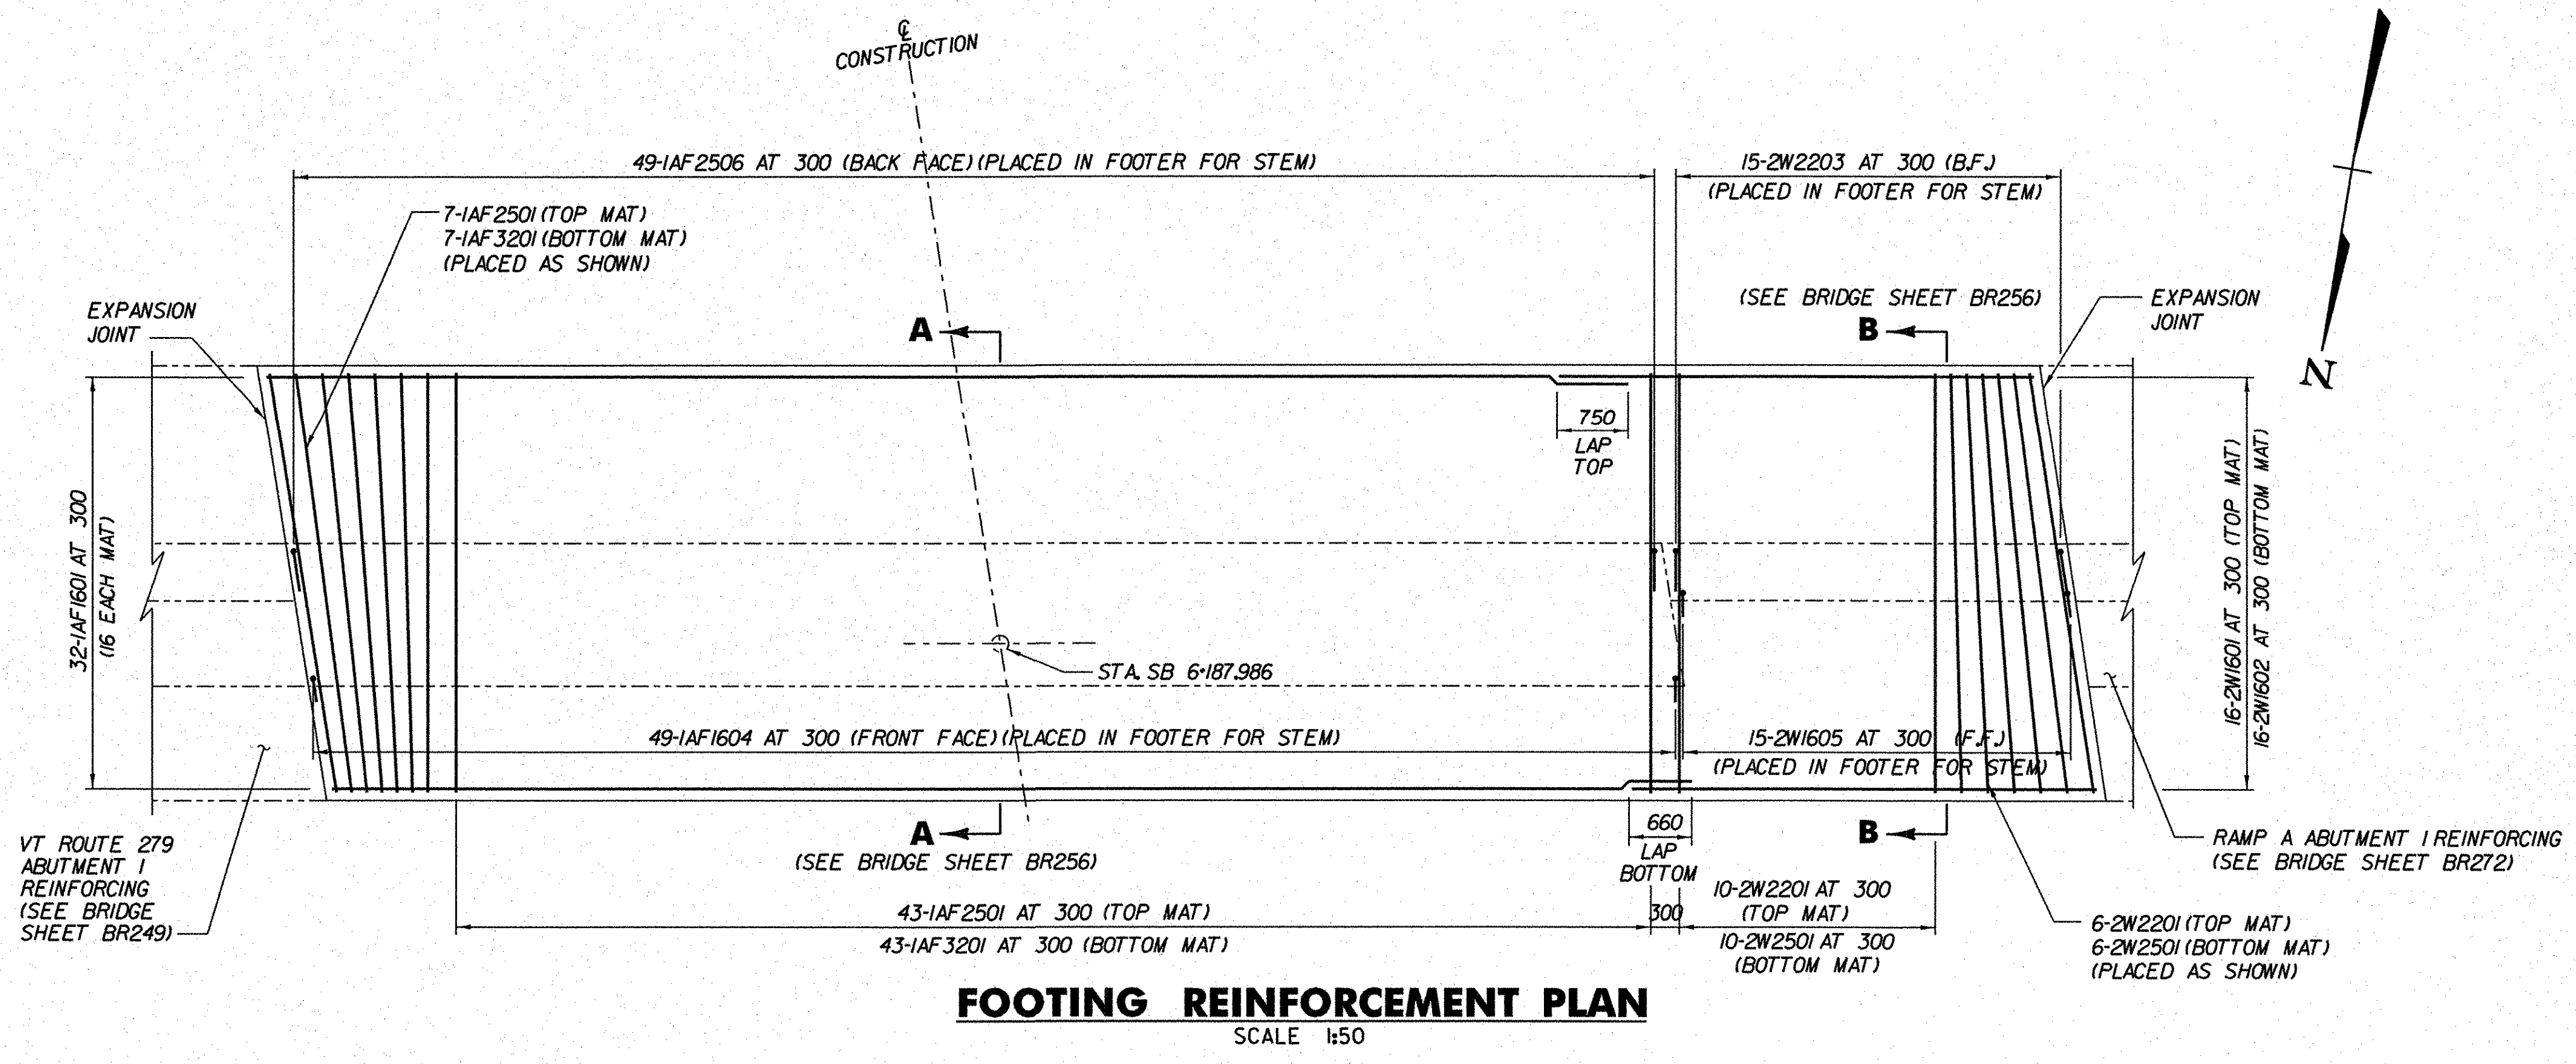 ℄
CONSTRUCTION
49-1AF2506 AT 300 (BACK FACE)(PLACED IN FOOTER FOR STEM)
15-2W2203 AT 300 (B.F.)
(PLACED IN FOOTER FOR STEM)
7-1AF2501 (TOP MAT)
7-1AF3201 (BOTTOM MAT)
(PLACED AS SHOWN)
EXPANSION
JOINT
A
(SEE BRIDGE SHEET BR256)
B
EXPANSION
JOINT
N
750
LAP
TOP
32-1AF1601 AT 300
(16 EACH MAT)
16-2W1601 AT 300 (TOP MAT)
16-2W1602 AT 300 (BOTTOM MAT)
STA. SB 6+187.986
49-1AF1604 AT 300 (FRONT FACE)(PLACED IN FOOTER FOR STEM)
15-2W1605 AT 300 (F.F.)
(PLACED IN FOOTER FOR STEM)
VT ROUTE 279
ABUTMENT 1
REINFORCING
(SEE BRIDGE
SHEET BR249)
A
(SEE BRIDGE SHEET BR256)
660
LAP
BOTTOM
B
RAMP A ABUTMENT 1 REINFORCING
(SEE BRIDGE SHEET BR272)
43-1AF2501 AT 300 (TOP MAT)
43-1AF3201 AT 300 (BOTTOM MAT)
300
10-2W2201 AT 300
(TOP MAT)
10-2W2501 AT 300
(BOTTOM MAT)
6-2W2201 (TOP MAT)
6-2W2501 (BOTTOM MAT)
(PLACED AS SHOWN)
FOOTING REINFORCEMENT PLAN
SCALE 1:50